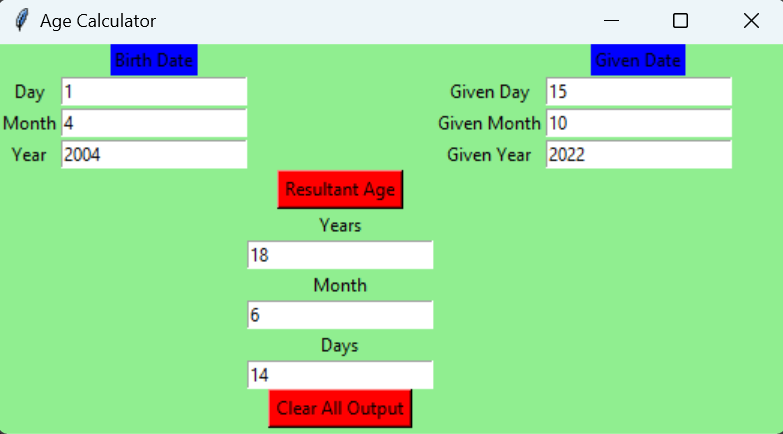 Age Calculator
Birth Date Given Date
Day 1 Given Day 15
Month 4 Given Month 10
Year 2004 Given Year 2022
Resultant Age
Years
18
Month
6
Days
14
Clear All Output